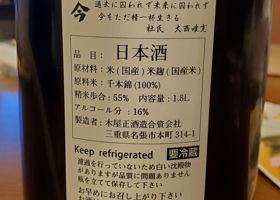 今
過去に囚われず未来に囚われず
今をただ精一杯生きる
杜氏 大西唯克
品目：日本酒
原材料：米(国産)米麹(国産米)
原料米：千本錦(100%)
精米歩合：55% 内容量：1.8L
アルコール分：16%
製造者：木屋正酒造合資会社
三重県名張市本町 314-1
Keep refrigerated 要冷蔵
濾過を行っていないため白い沈殿物
がありますが品質に問題ありません
瓶を立てて保存して下さい
お早めにお召し上がり下さい